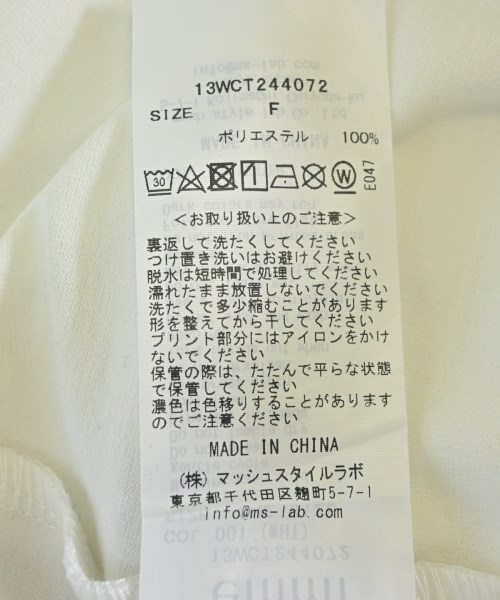 13WCT244072
SIZE F
ポリエステル 100%
30 W E047
＜お取り扱い上のご注意＞
裏返して洗たくしてください
つけ置き洗いはお避けください
脱水は短時間で処理してください
濡れたまま放置しないでください
洗たくで多少縮むことがあります
形を整えてから干してください
プリント部分にはアイロンをかけ
ないでください
保管の際は、たたんで平らな状態
で保管してください
濃色は色移りすることがあります
のでご注意ください
MADE IN CHINA
(株) マッシュスタイルラボ
東京都千代田区麹町5-7-1
info@ms-lab.com
COL 001 (WHT)
13WCT244072
emmi